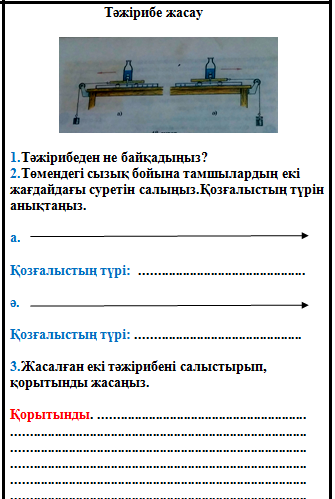 Тәжірибе жасау
а) ә)
1.Тәжірибеден не байқадыңыз?
2.Төмендегі сызық бойына тамшылардың екі
жағдайдағы суретін салыңыз.Қозғалыстың түрін
анықтаңыз.
а.
Қозғалыстың түрі: ................................................
ә.
Қозғалыстың түрі: ................................................
3.Жасалған екі тәжірибені салыстырып,
қорытынды жасаңыз.
Қорытынды. ............................................................
......................................................................................
......................................................................................
......................................................................................
......................................................................................
......................................................................................